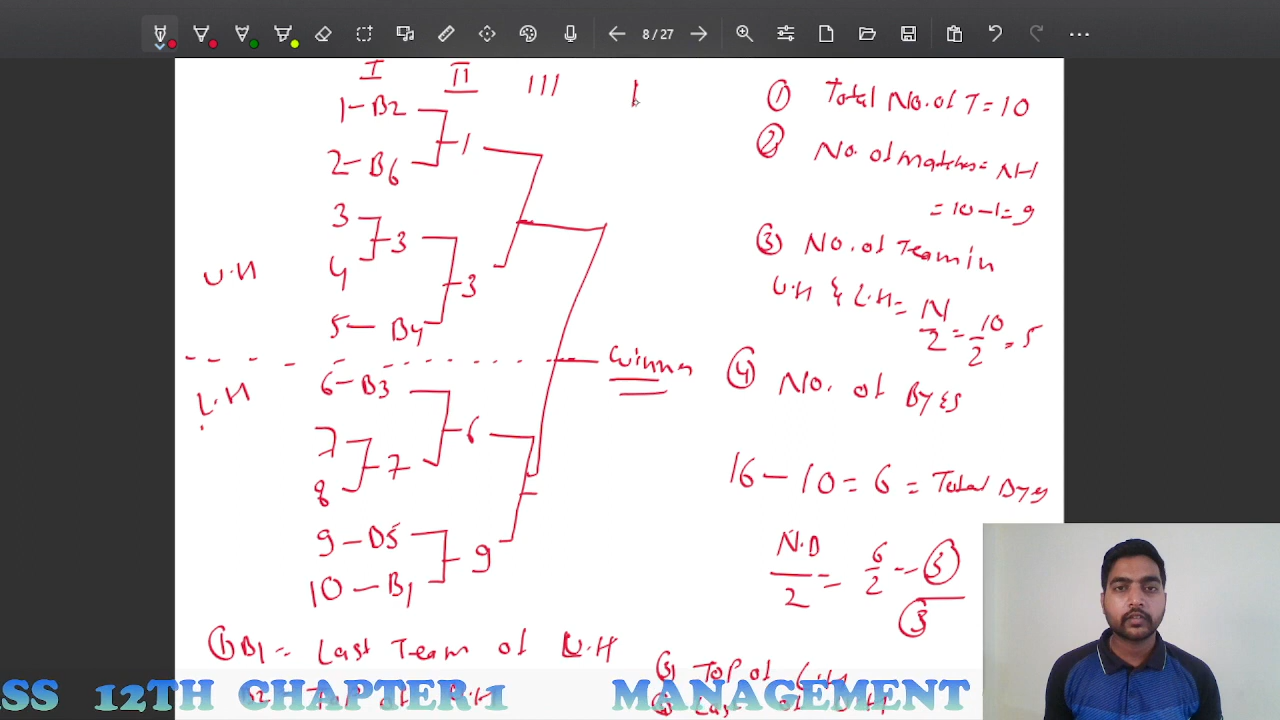 8 / 27
I II III
1-B2
2-B6
1
3
4
3
5-B4
3
U.H
L.H
6-B3
7
8
7
6
9-B5
10-B1
9
Winner
① Total No. of T = 10
② No. of matches = N-1
= 10-1=9
③ No. of Team in
U.H & L.H = N/2 = 10/2 = 5
④ No. of Byes
16 - 10 = 6 = Total Byes
N.B/2 = 6/2 - ③
③
① B1 = Last Team of L.H
③ Top of L.H
SS 12TH CHAPTER 1 MANAGEMENT